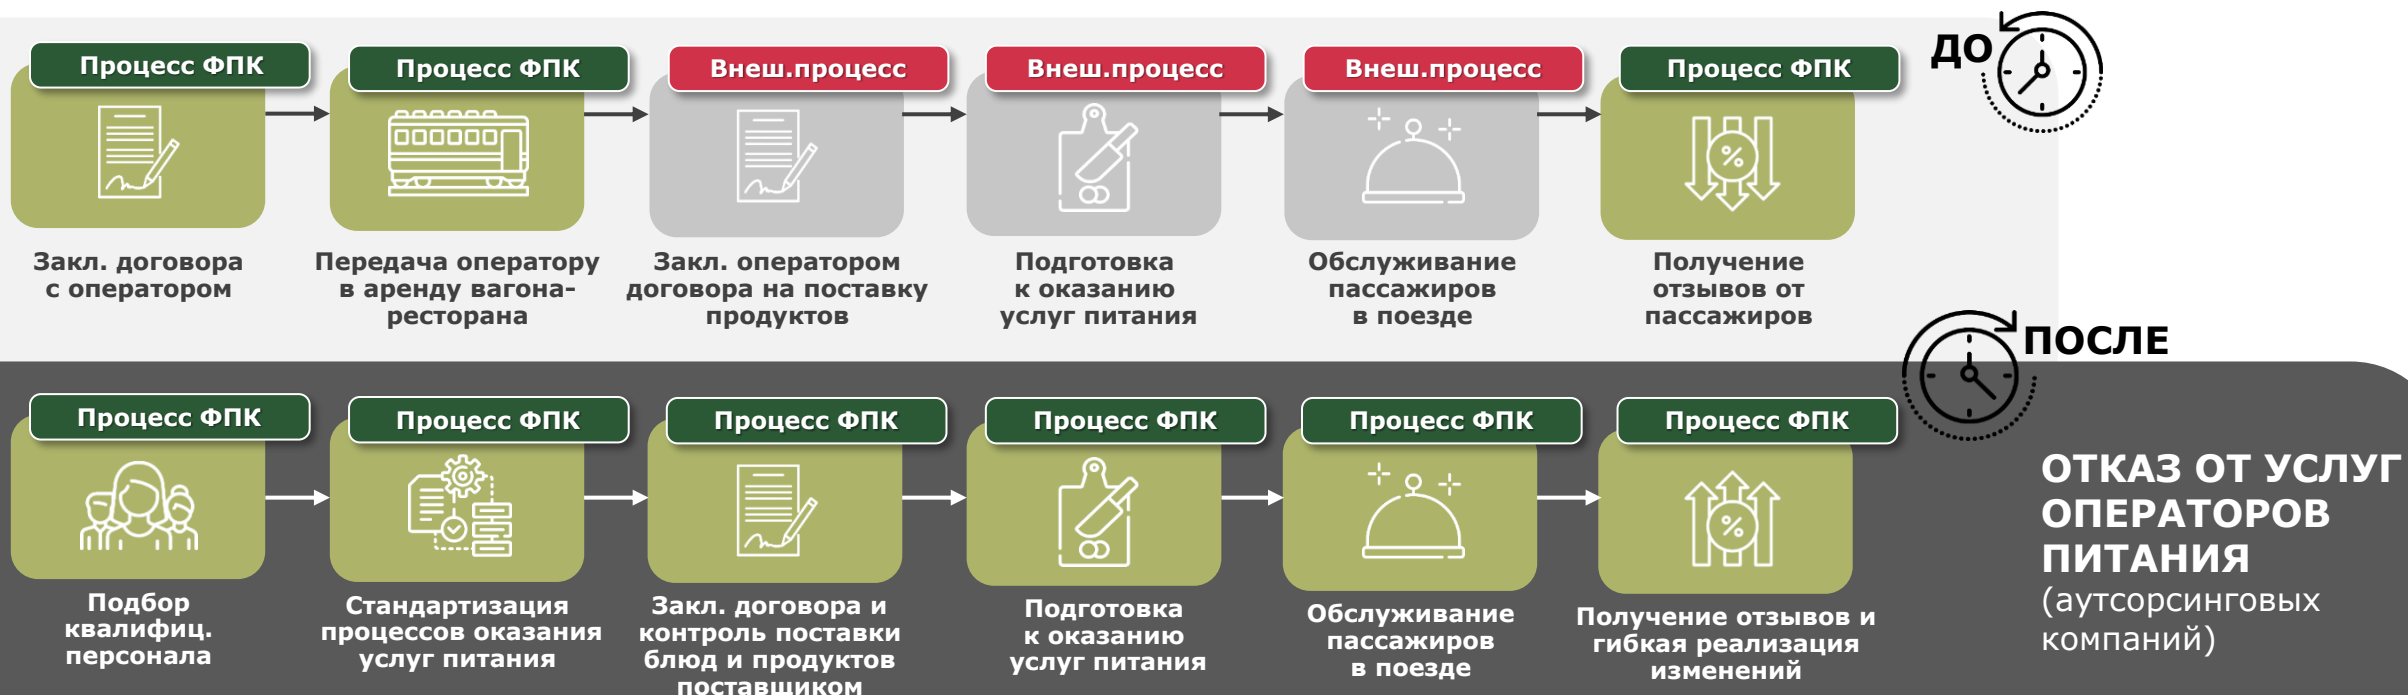 ДО
Процесс ФПК
Закл. договора
с оператором
Процесс ФПК
Передача оператору
в аренду вагона-
ресторана
Внеш.процесс
Закл. оператором
договора на поставку
продуктов
Внеш.процесс
Подготовка
к оказанию
услуг питания
Внеш.процесс
Обслуживание
пассажиров
в поезде
Процесс ФПК
%
Получение
отзывов от
пассажиров
ПОСЛЕ
Процесс ФПК
Подбор
квалифиц.
персонала
Процесс ФПК
Стандартизация
процессов оказания
услуг питания
Процесс ФПК
Закл. договора и
контроль поставки
блюд и продуктов
поставщиком
Процесс ФПК
Подготовка
к оказанию
услуг питания
Процесс ФПК
Обслуживание
пассажиров
в поезде
Процесс ФПК
%
Получение отзывов и
гибкая реализация
изменений
ОТКАЗ ОТ УСЛУГ
ОПЕРАТОРОВ
ПИТАНИЯ
(аутсорсинговых
компаний)